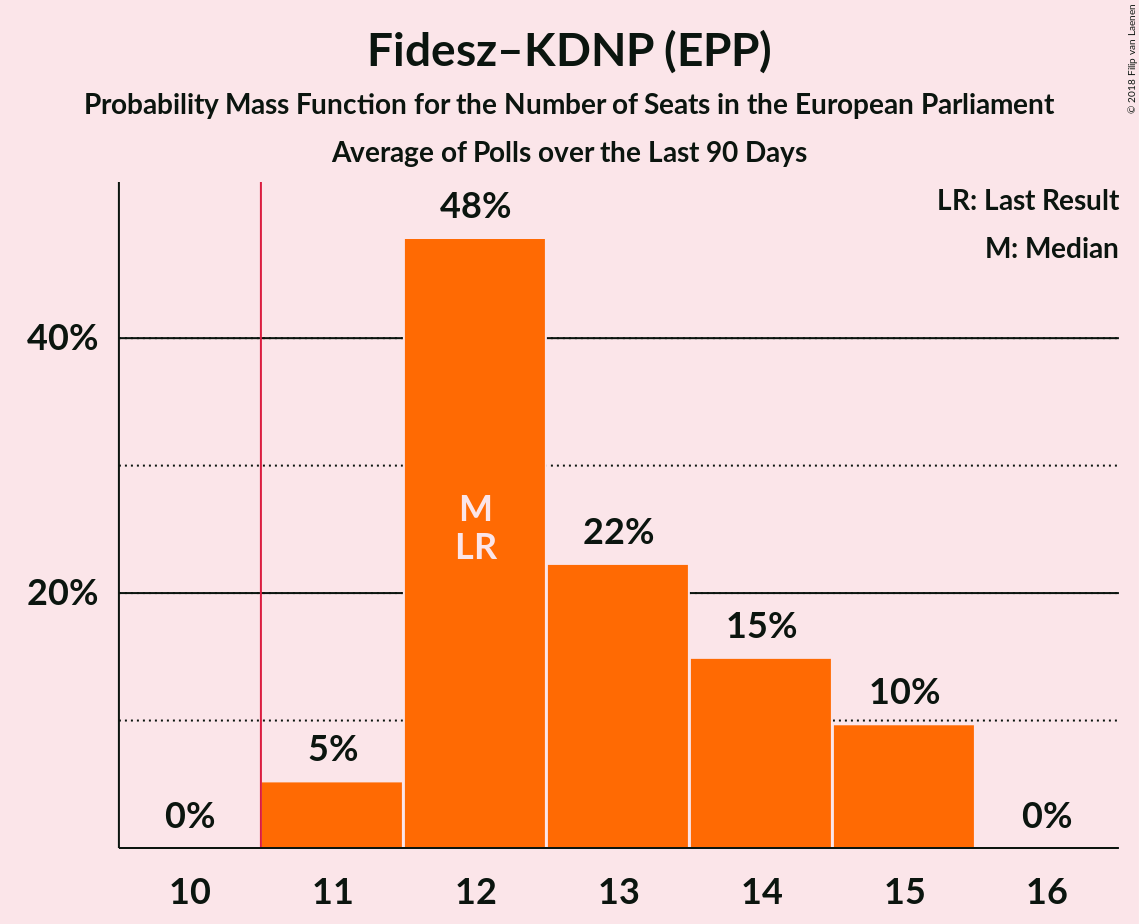 Fidesz–KDNP (EPP)
Probability Mass Function for the Number of Seats in the European Parliament
Average of Polls over the Last 90 Days
© 2018 Filip van Laenen
LR: Last Result
M: Median
48%
40%
M
LR
22%
20%
15%
10%
5%
0%
0%
10 11 12 13 14 15 16